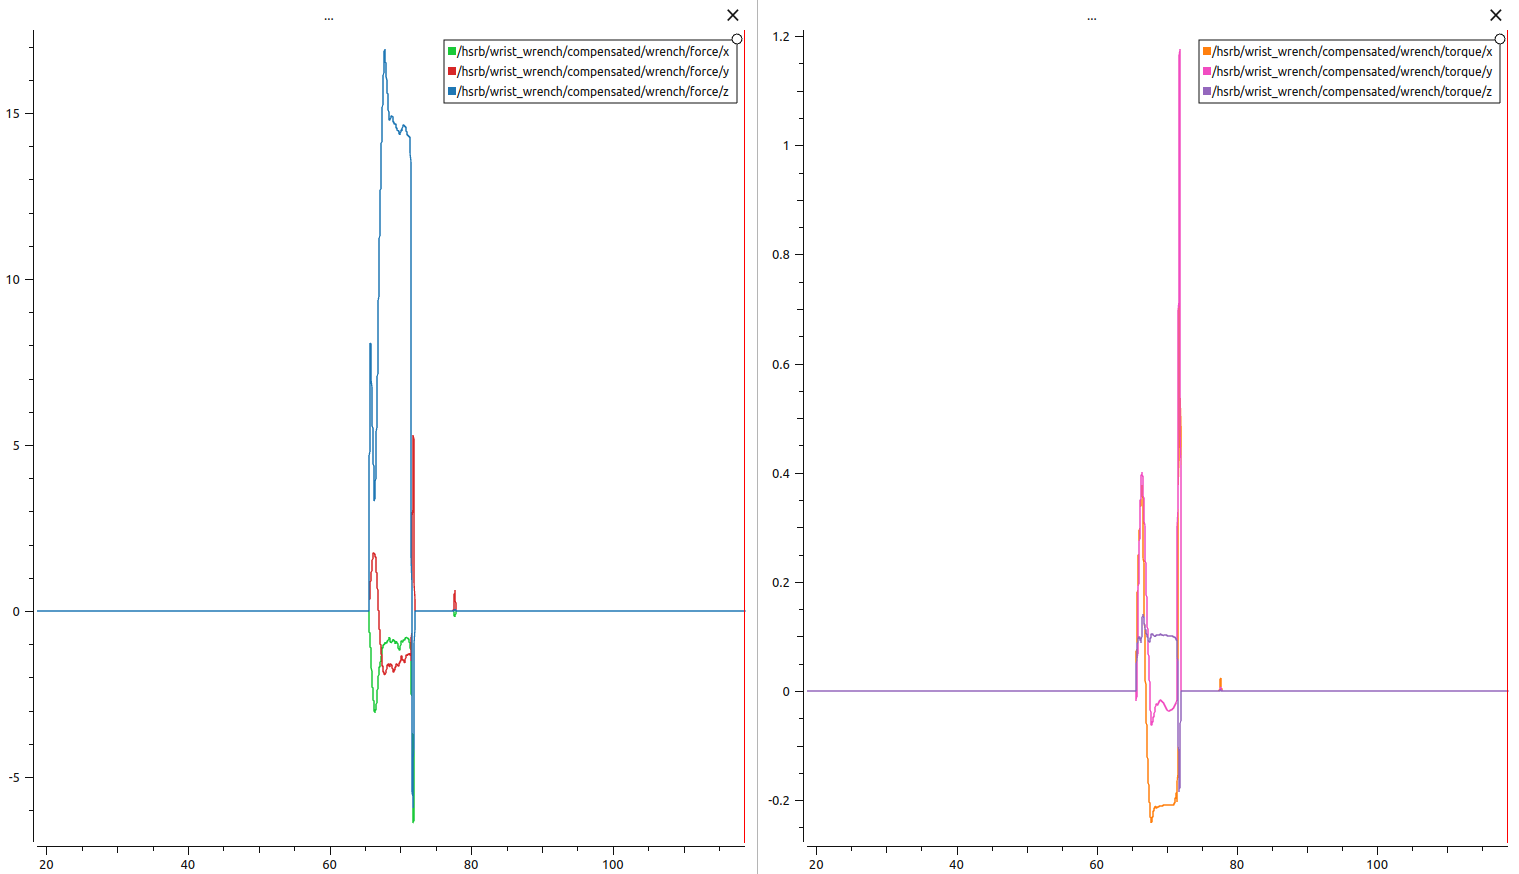 ...
/hsrb/wrist_wrench/compensated/wrench/force/x
/hsrb/wrist_wrench/compensated/wrench/force/y
/hsrb/wrist_wrench/compensated/wrench/force/z
15
10
5
0
-5
20 40 60 80 100
...
/hsrb/wrist_wrench/compensated/wrench/torque/x
/hsrb/wrist_wrench/compensated/wrench/torque/y
/hsrb/wrist_wrench/compensated/wrench/torque/z
1.2
1
0.8
0.6
0.4
0.2
0
-0.2
20 40 60 80 100